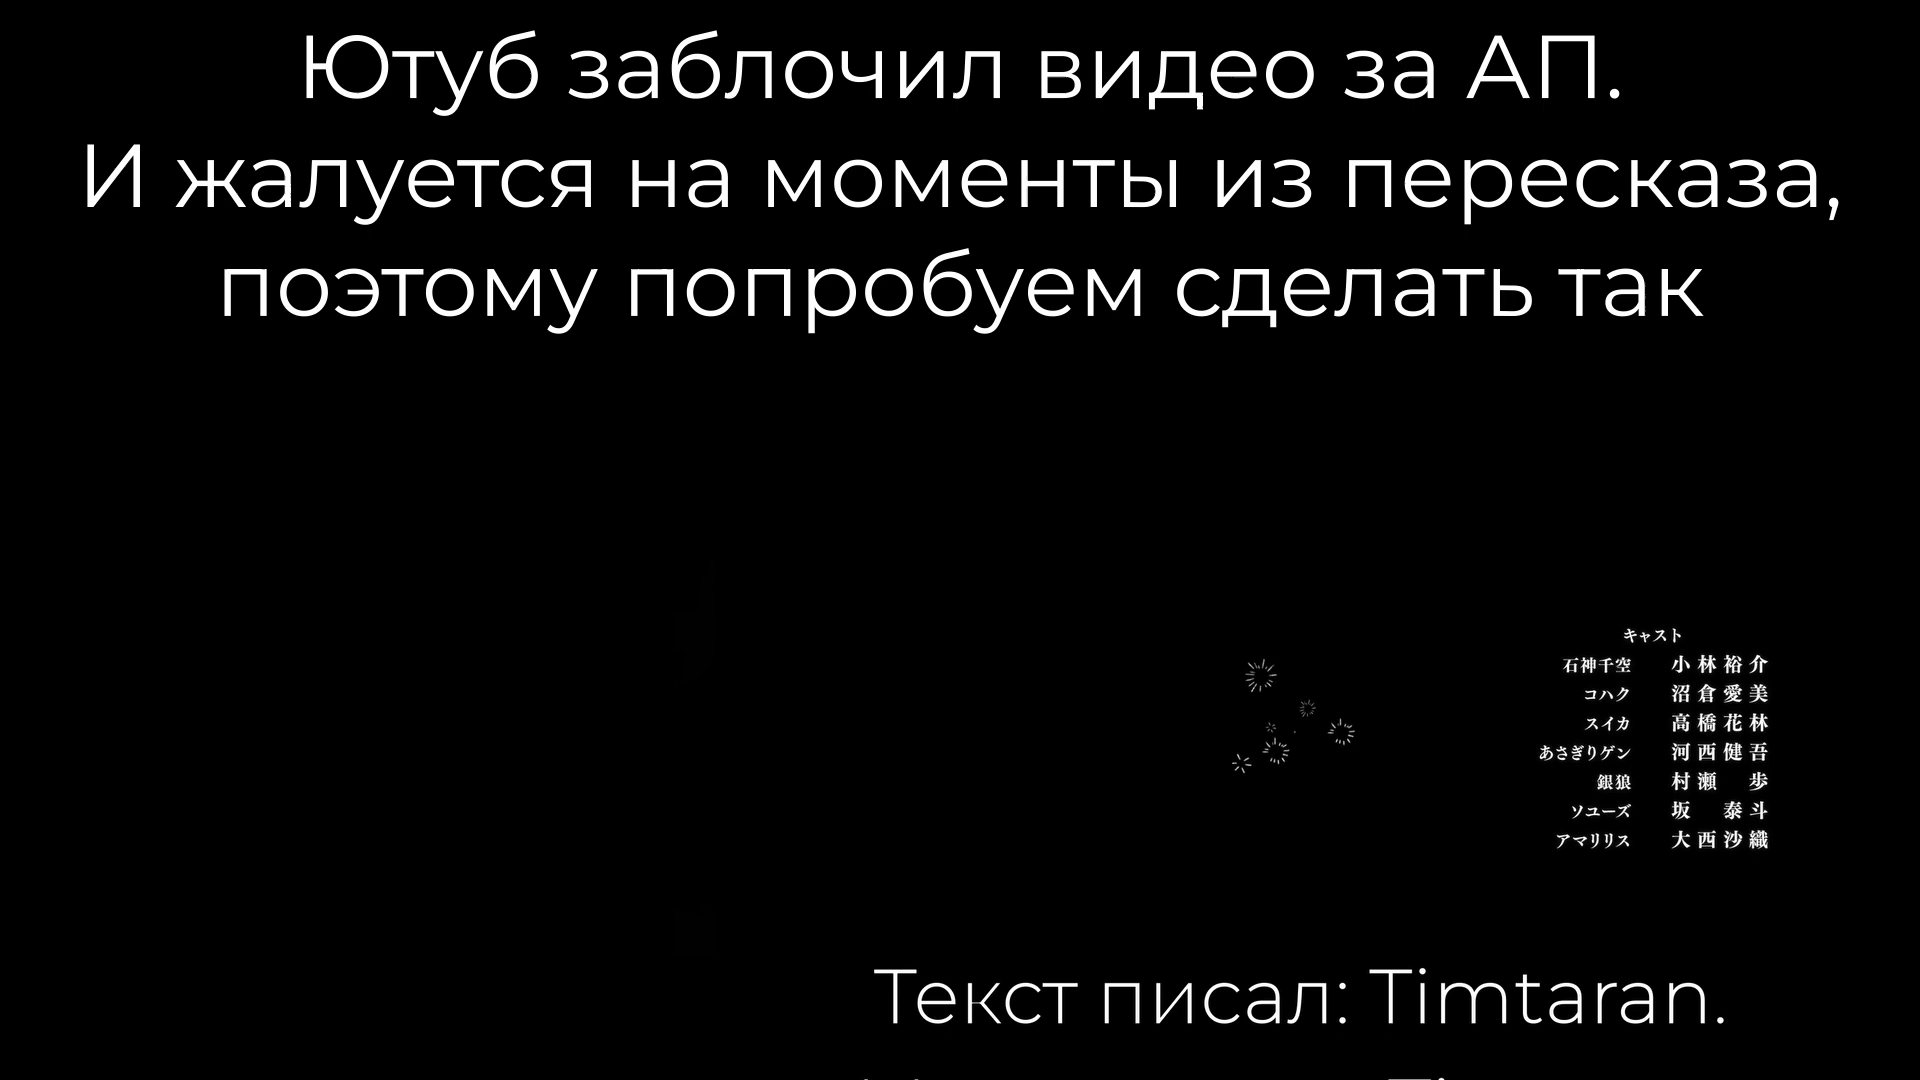 Ютуб заблочил видео за АП.
И жалуется на моменты из пересказа,
поэтому попробуем сделать так
キャスト
石神千空 小林裕介
コハク 沼倉愛美
スイカ 高橋花林
あさぎりゲン 河西健吾
銀狼 村瀬 歩
ソユーズ 坂 泰斗
アマリリス 大西沙織
Текст писал: Timtaran.